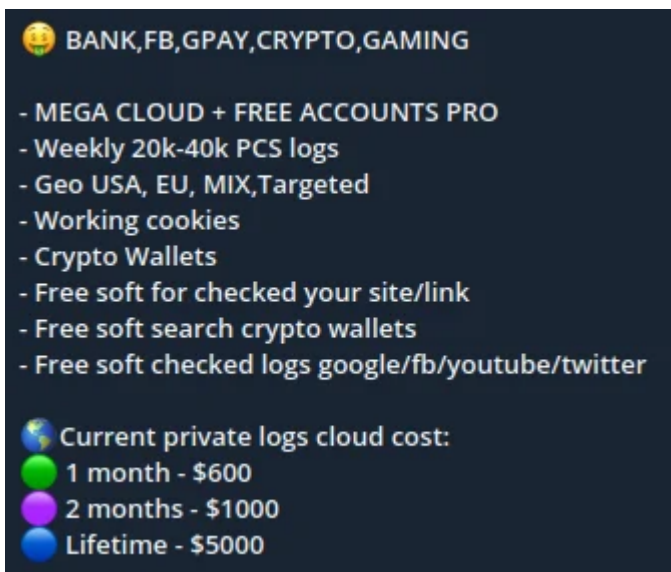 🤑 BANK,FB,GPAY,CRYPTO,GAMING
- MEGA CLOUD + FREE ACCOUNTS PRO
- Weekly 20k-40k PCS logs
- Geo USA, EU, MIX,Targeted
- Working cookies
- Crypto Wallets
- Free soft for checked your site/link
- Free soft search crypto wallets
- Free soft checked logs google/fb/youtube/twitter
🌎 Current private logs cloud cost:
🟢 1 month - $600
🟣 2 months - $1000
🔵 Lifetime - $5000